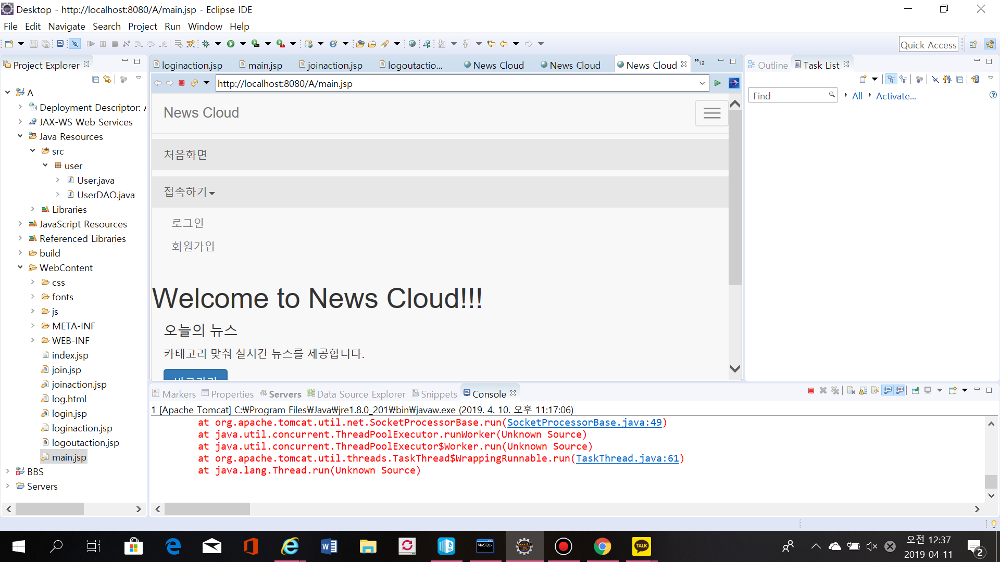 Desktop - http://localhost:8080/A/main.jsp - Eclipse IDE
File Edit Navigate Search Project Run Window Help
Quick Access
Project Explorer
A
Deployment Descriptor: A
JAX-WS Web Services
Java Resources
src
user
User.java
UserDAO.java
Libraries
JavaScript Resources
Referenced Libraries
build
WebContent
css
fonts
js
META-INF
WEB-INF
index.jsp
join.jsp
joinaction.jsp
log.html
login.jsp
loginaction.jsp
logoutaction.jsp
main.jsp
BBS
Servers
loginaction.jsp main.jsp joinaction.jsp logoutactio... News Cloud News Cloud News Cloud »13
http://localhost:8080/A/main.jsp
News Cloud
처음화면
접속하기
로그인
회원가입
Welcome to News Cloud!!!
오늘의 뉴스
카테고리 맞춰 실시간 뉴스를 제공합니다.
Outline Task List
Find All Activate...
Markers Properties Servers Data Source Explorer Snippets Console
1 [Apache Tomcat] C:₩Program Files₩Java₩jre1.8.0_201₩bin₩javaw.exe (2019. 4. 10. 오후 11:17:06)
at org.apache.tomcat.util.net.SocketProcessorBase.run(SocketProcessorBase.java:49)
at java.util.concurrent.ThreadPoolExecutor.runWorker(Unknown Source)
at java.util.concurrent.ThreadPoolExecutor$Worker.run(Unknown Source)
at org.apache.tomcat.util.threads.TaskThread$WrappingRunnable.run(TaskThread.java:61)
at java.lang.Thread.run(Unknown Source)
MySQL
Java EE
IDE
TALK
오전 12:37
2019-04-11
2